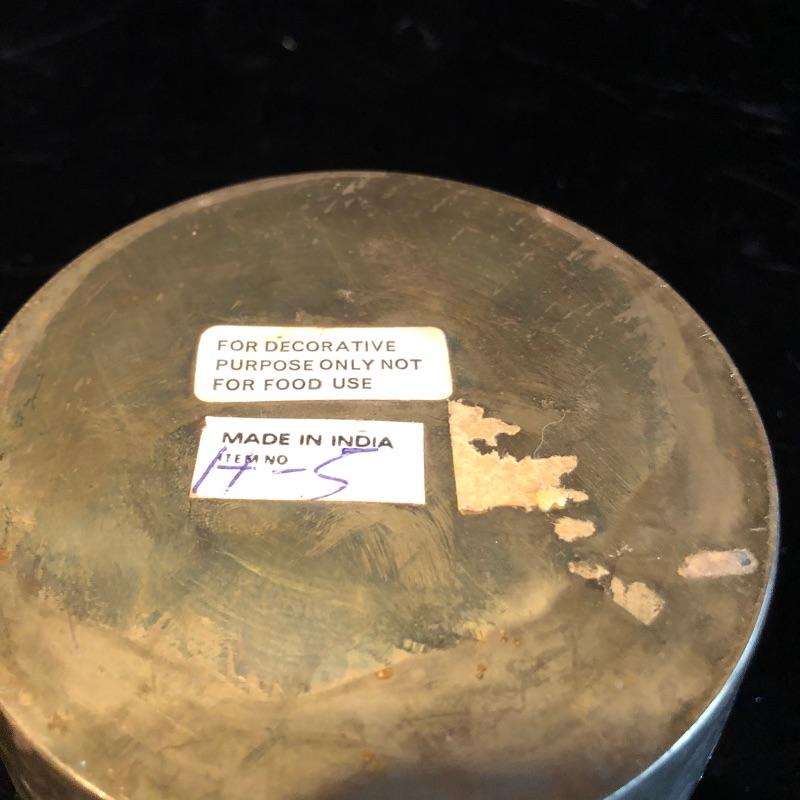 FOR DECORATIVE
PURPOSE ONLY NOT
FOR FOOD USE
MADE IN INDIA
ITEM NO
H-5